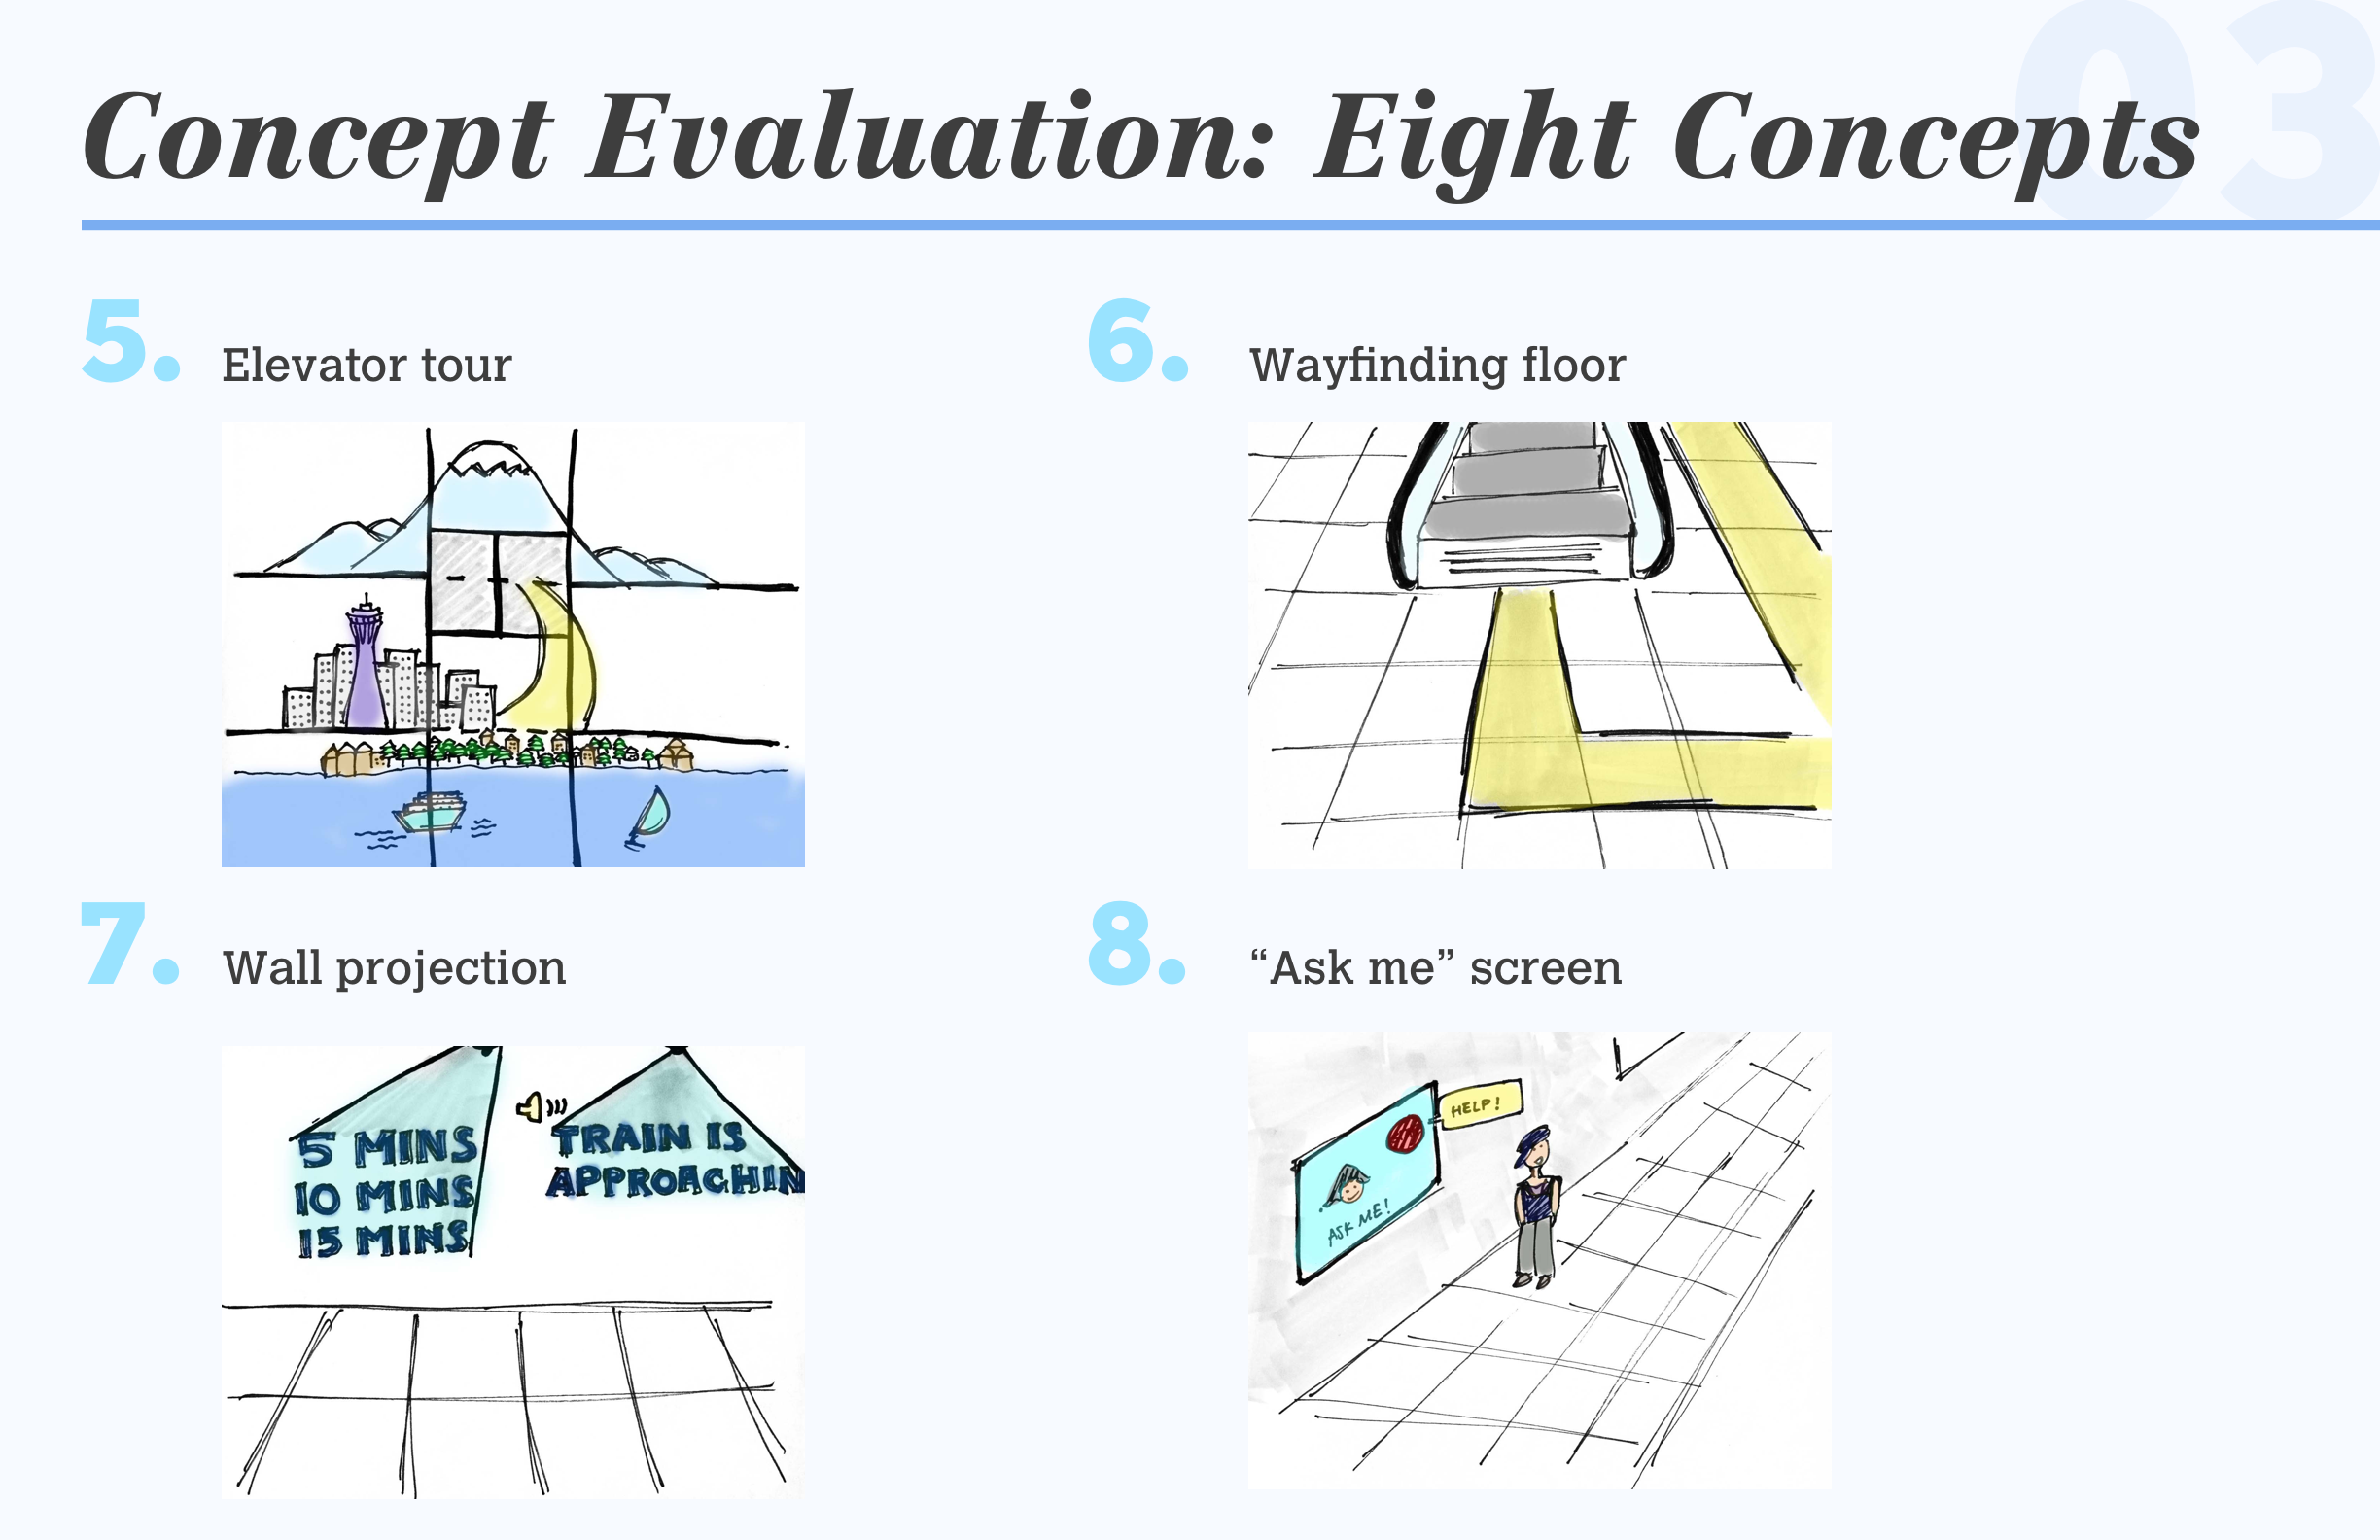 03
Concept Evaluation: Eight Concepts
5. Elevator tour
6. Wayfinding floor
7. Wall projection
8. “Ask me” screen
5 MINS
10 MINS
15 MINS
TRAIN IS
APPROACHIN
HELP!
ASK ME!